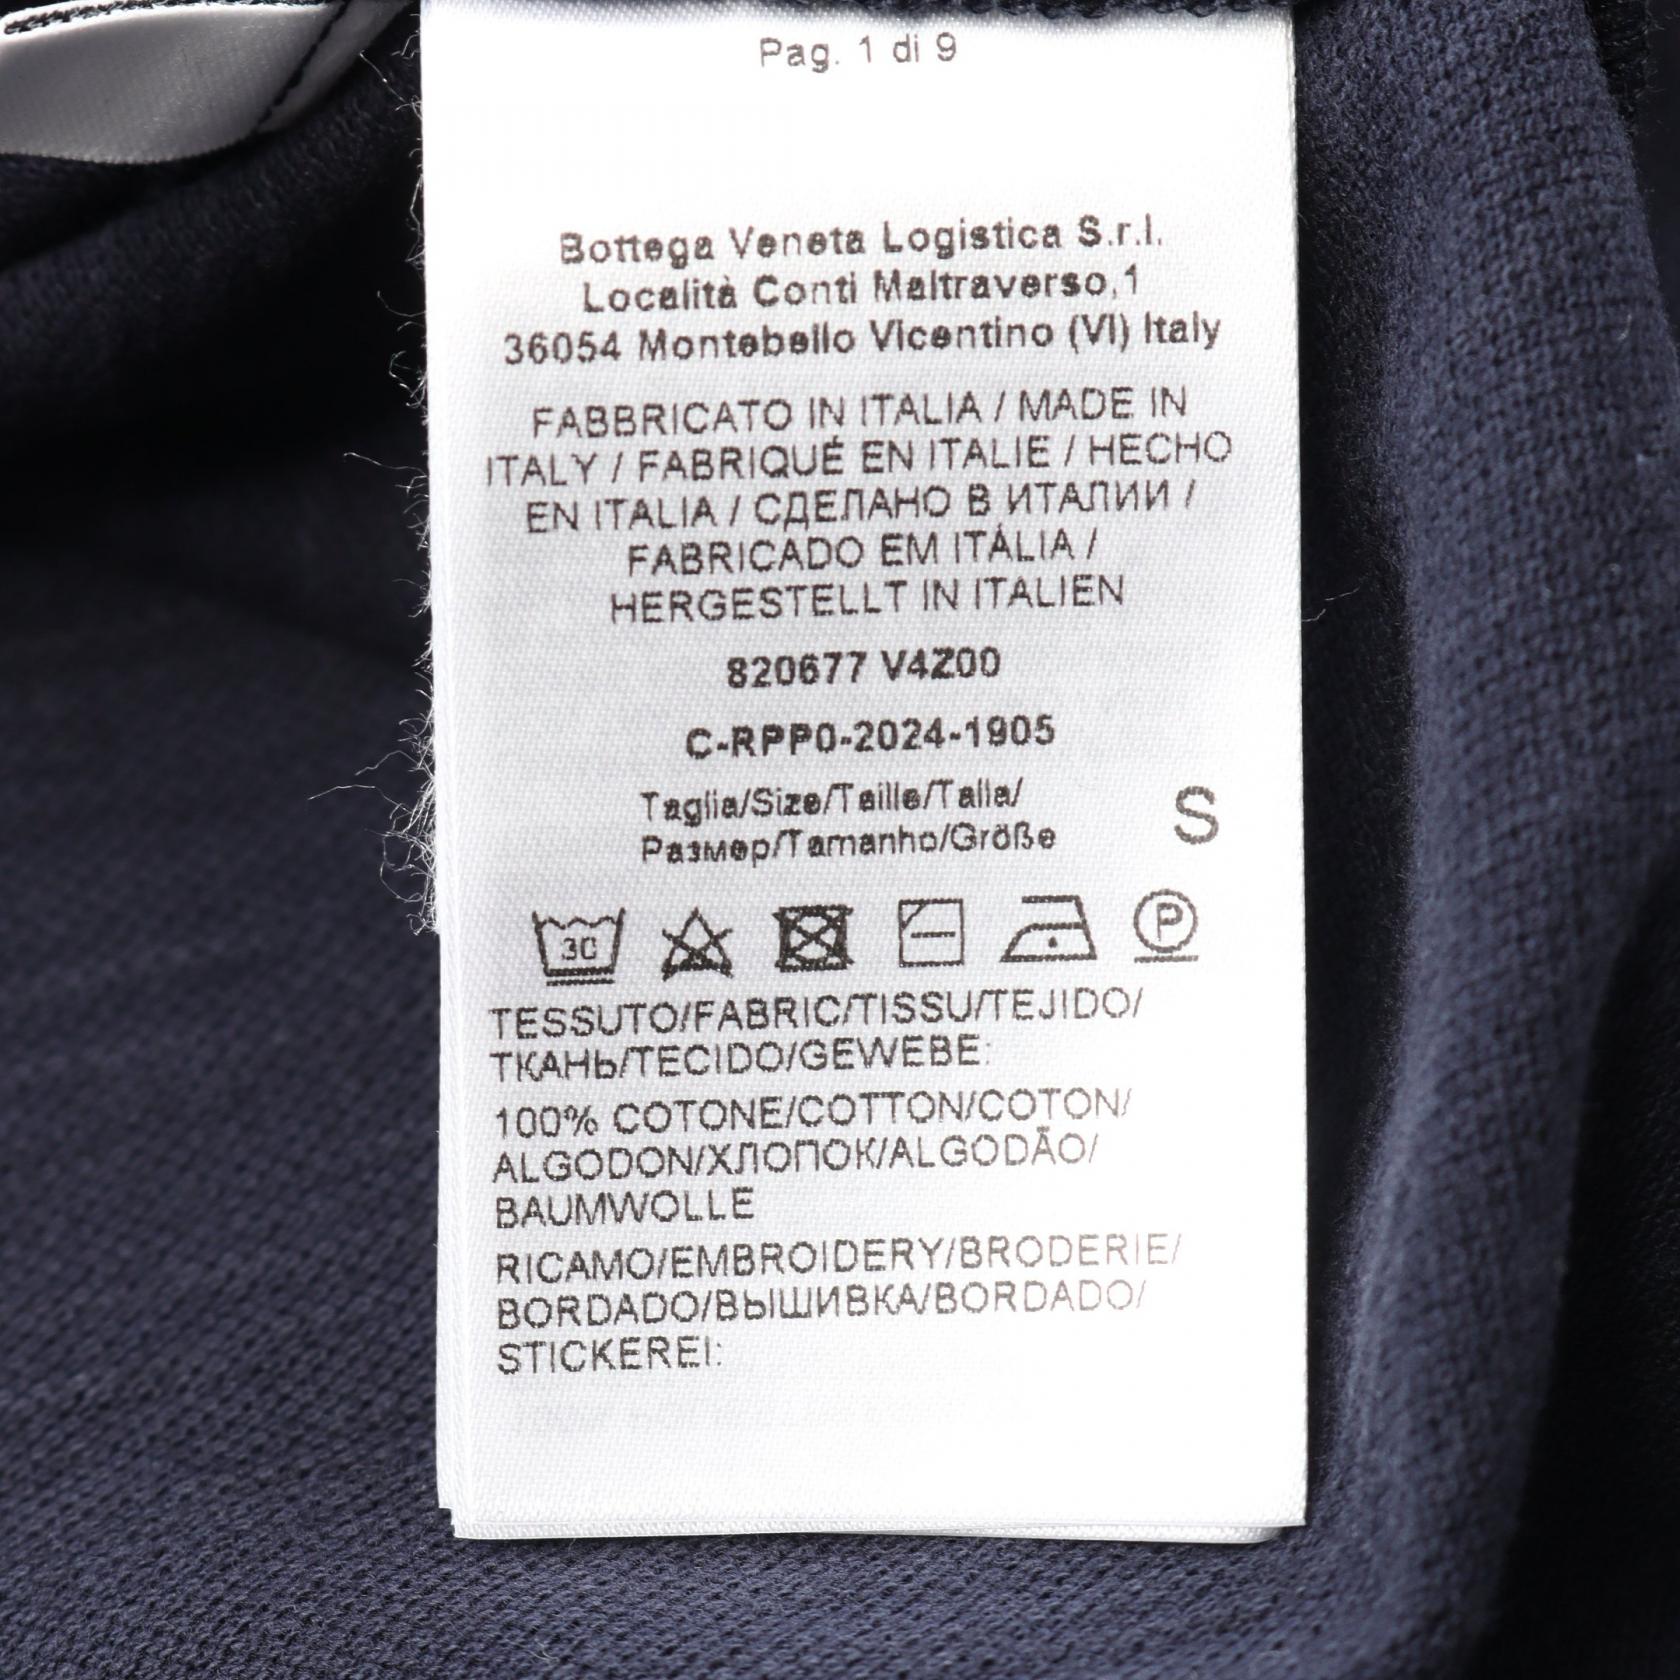 Pag. 1 di 9
Bottega Veneta Logistica S.r.l.
Località Conti Maltraverso,1
36054 Montebello Vicentino (VI) Italy
FABBRICATO IN ITALIA / MADE IN
ITALY / FABRIQUÉ EN ITALIE / HECHO
EN ITALIA / СДЕЛАНО В ИТАЛИИ /
FABRICADO EM ITÁLIA /
HERGESTELLT IN ITALIEN
820677 V4Z00
C-RPP0-2024-1905
Taglia/Size/Taille/Talla/
Размер/Tamanho/Größe
S
30
P
TESSUTO/FABRIC/TISSU/TEJIDO/
ТКАНЬ/TECIDO/GEWEBE:
100% COTONE/COTTON/COTON/
ALGODON/ХЛОПОК/ALGODÃO/
BAUMWOLLE
RICAMO/EMBROIDERY/BRODERIE/
BORDADO/ВЫШИВКА/BORDADO/
STICKEREI: